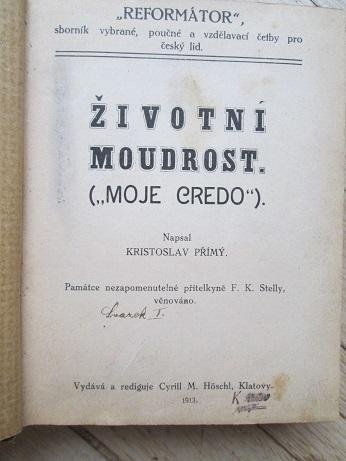 „REFORMÁTOR“,
sborník vybrané, poučné a vzdělavací četby pro
český lid.
ŽIVOTNÍ
MOUDROST.
(„MOJE CREDO“).
Napsal
KRISTOSLAV PŘÍMÝ.
Památce nezapomenutelné přítelkyně F. K. Stelly,
věnováno.
Svazek I.
Vydává a rediguje Cyrill M. Höschl, Klatovy.
1913.
K